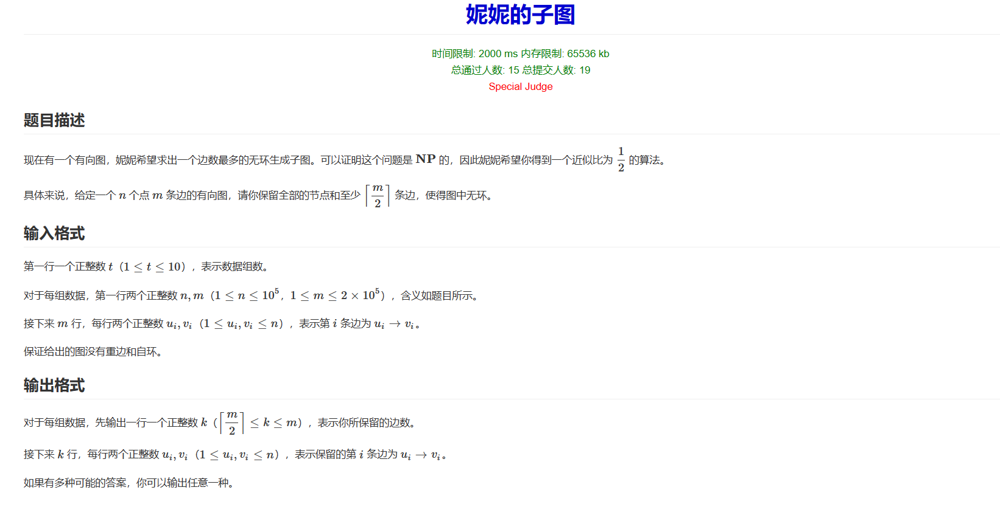 妮妮的子图
时间限制: 2000 ms 内存限制: 65536 kb
总通过人数: 15 总提交人数: 19
Special Judge
题目描述
现在有一个有向图，妮妮希望求出一个边数最多的无环生成子图。可以证明这个问题是 NP 的，因此妮妮希望你得到一个近似比为 $\frac{1}{2}$ 的算法。
具体来说，给定一个 $n$ 个点 $m$ 条边的有向图，请你保留全部的节点和至少 $\left\lceil \frac{m}{2} \right\rceil$ 条边，使得图中无环。
输入格式
第一行一个正整数 $t$（$1 \le t \le 10$），表示数据组数。
对于每组数据，第一行两个正整数 $n, m$（$1 \le n \le 10^5$，$1 \le m \le 2 \times 10^5$），含义如题目所示。
接下来 $m$ 行，每行两个正整数 $u_i, v_i$（$1 \le u_i, v_i \le n$），表示第 $i$ 条边为 $u_i \to v_i$。
保证给出的图没有重边和自环。
输出格式
对于每组数据，先输出一行一个正整数 $k$（$\left\lceil \frac{m}{2} \right\rceil \le k \le m$），表示你所保留的边数。
接下来 $k$ 行，每行两个正整数 $u_i, v_i$（$1 \le u_i, v_i \le n$），表示保留的第 $i$ 条边为 $u_i \to v_i$。
如果有多种可能的答案，你可以输出任意一种。